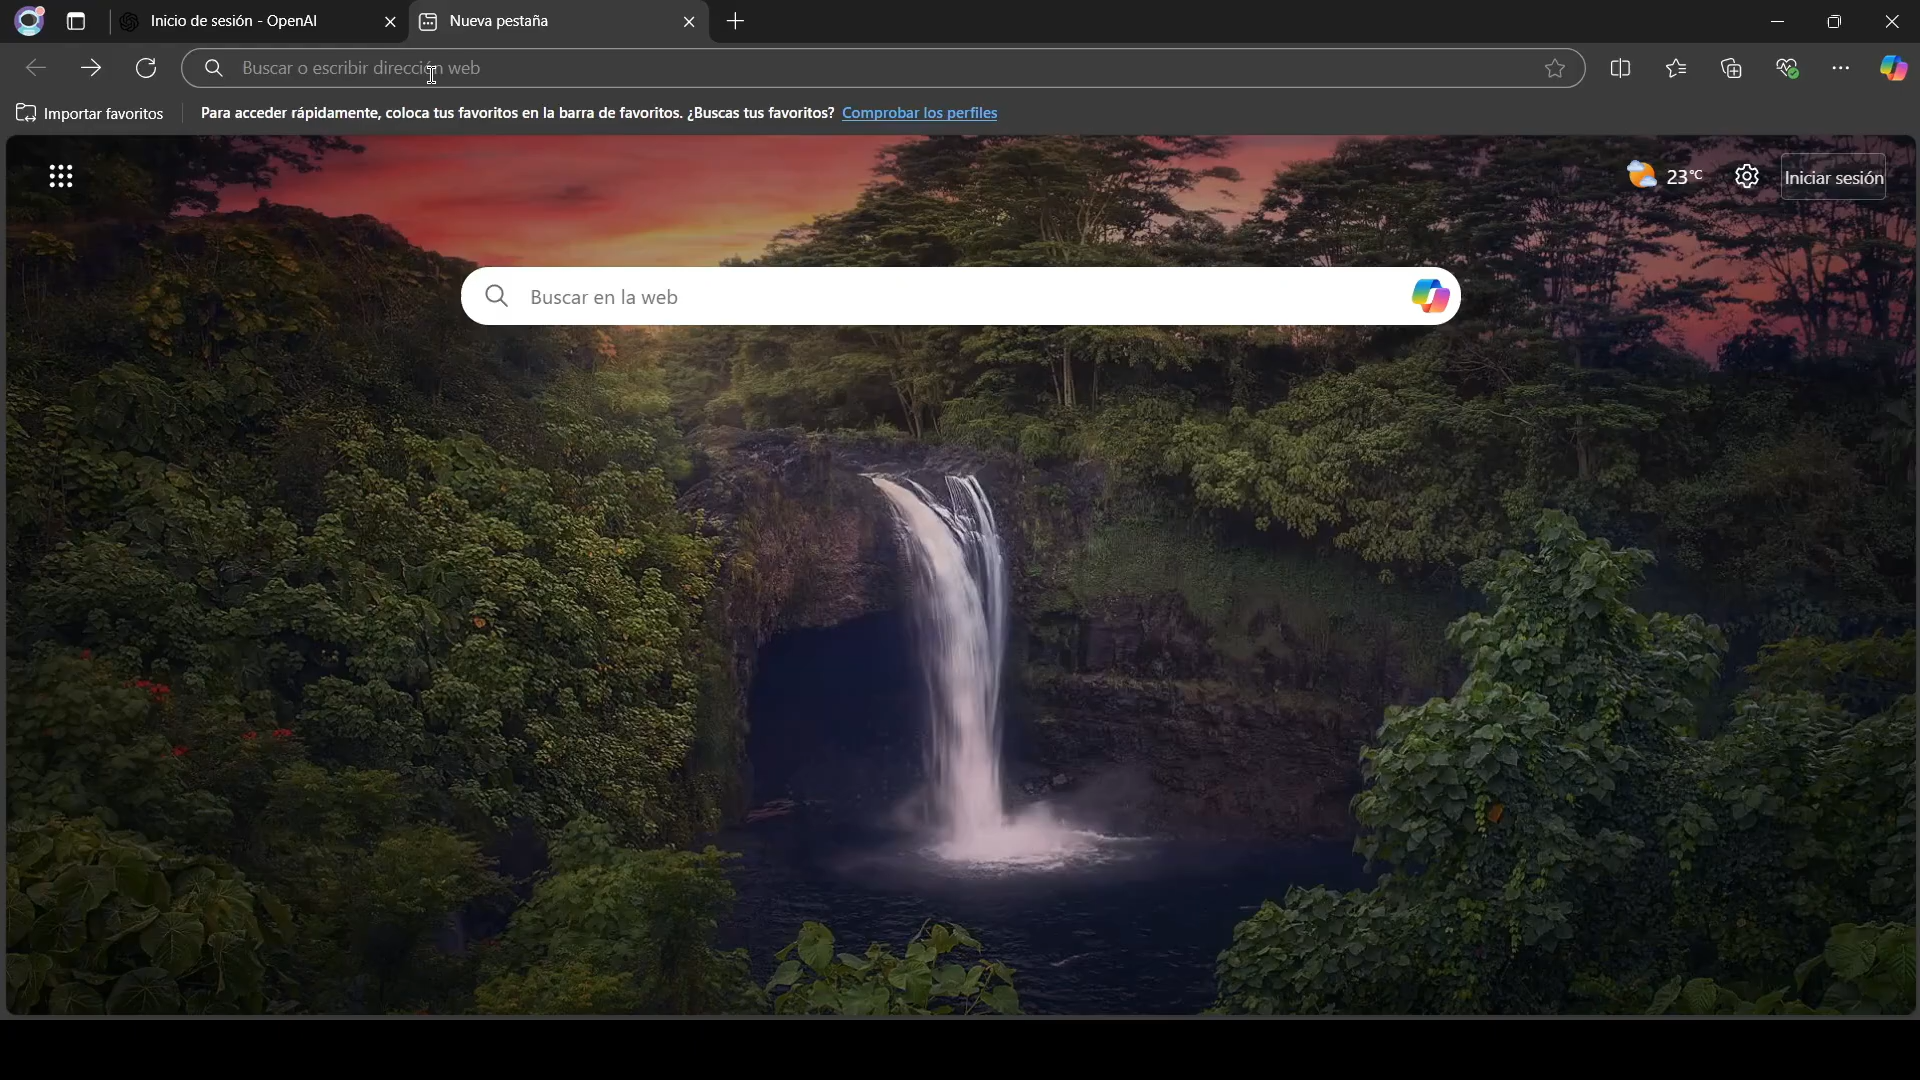 Inicio de sesión - OpenAI
Nueva pestaña
Buscar o escribir dirección web
Importar favoritos
Para acceder rápidamente, coloca tus favoritos en la barra de favoritos. ¿Buscas tus favoritos? Comprobar los perfiles
23°C
Iniciar sesión
Buscar en la web